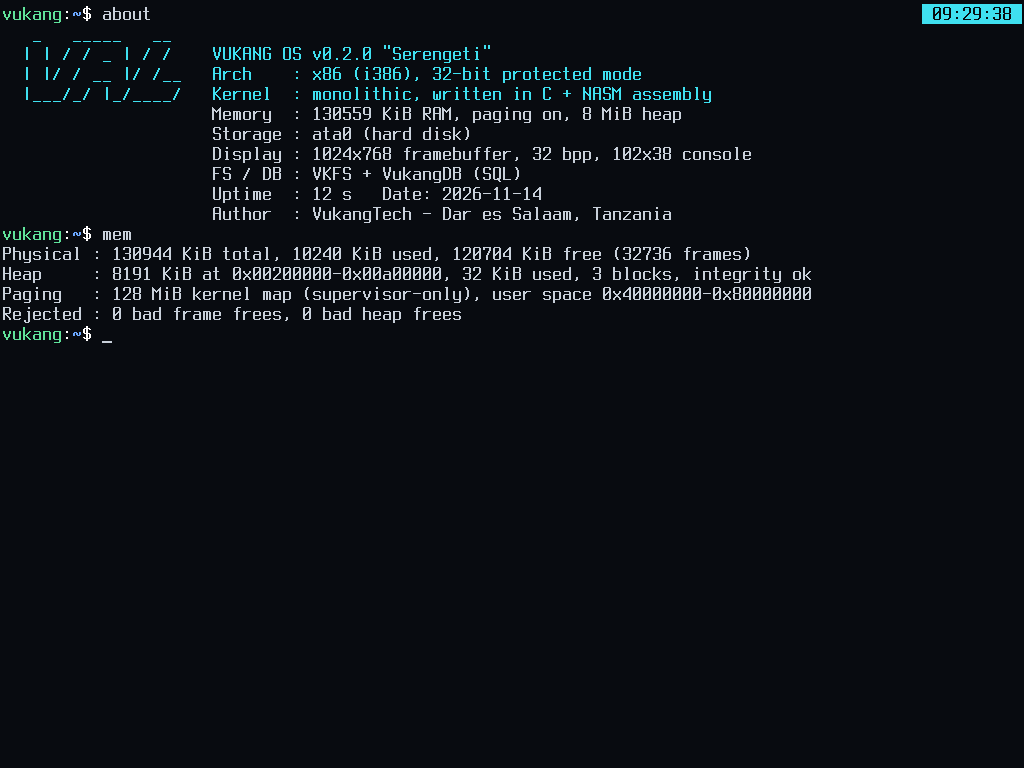 vukang:~$ about
09:29:38
VUKANG OS v0.2.0 "Serengeti"
Arch    : x86 (i386), 32-bit protected mode
Kernel  : monolithic, written in C + NASM assembly
Memory  : 130559 KiB RAM, paging on, 8 MiB heap
Storage : ata0 (hard disk)
Display : 1024x768 framebuffer, 32 bpp, 102x38 console
FS / DB : VKFS + VukangDB (SQL)
Uptime  : 12 s   Date: 2026-11-14
Author  : VukangTech - Dar es Salaam, Tanzania
vukang:~$ mem
Physical : 130944 KiB total, 10240 KiB used, 120704 KiB free (32736 frames)
Heap     : 8191 KiB at 0x00200000-0x00a00000, 32 KiB used, 3 blocks, integrity ok
Paging   : 128 MiB kernel map (supervisor-only), user space 0x40000000-0x80000000
Rejected : 0 bad frame frees, 0 bad heap frees
vukang:~$ _